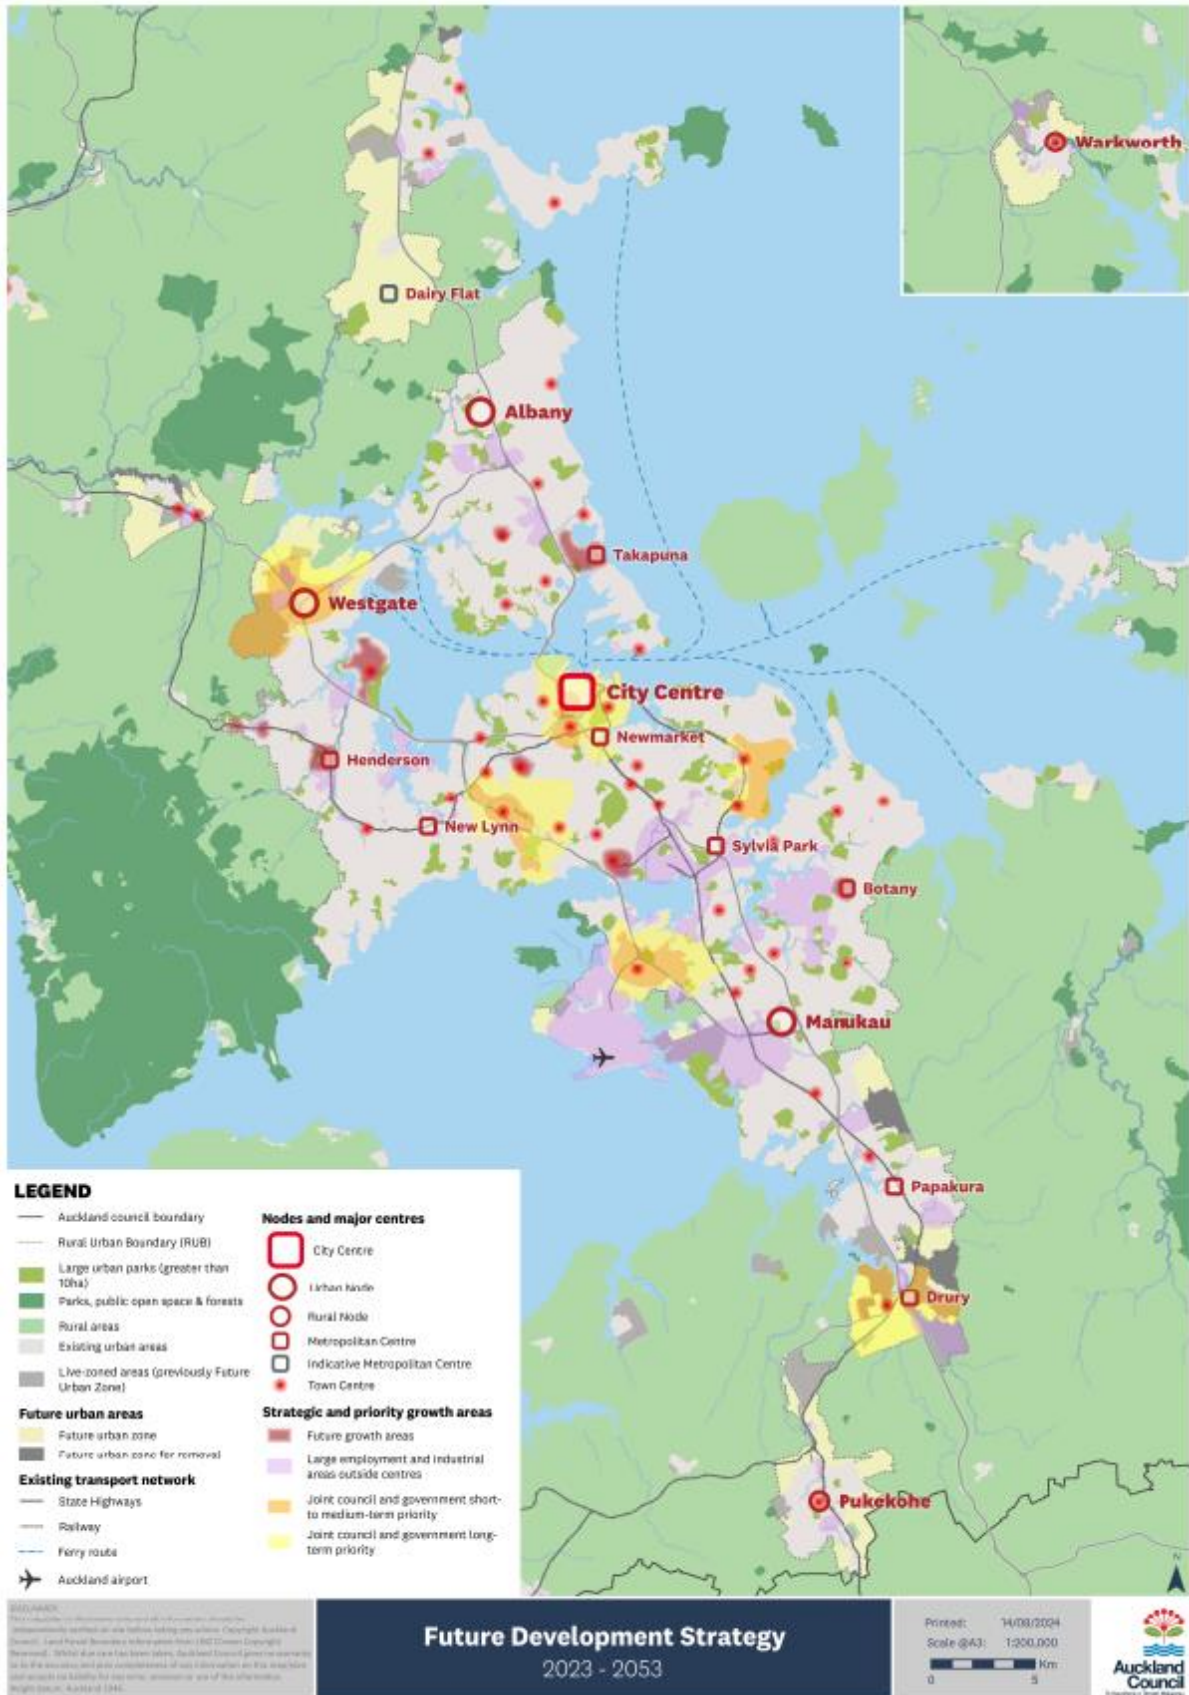 Warkworth
Dairy Flat
Albany
Takapuna
Westgate
City Centre
Newmarket
Henderson
New Lynn
Sylvia Park
Botany
Manukau
Papakura
Drury
Pukekohe
LEGEND
Auckland council boundary
Rural Urban Boundary (RUB)
Large urban parks (greater than
10ha)
Parks, public open space & forests
Rural areas
Existing urban areas
Live-zoned areas (previously Future
Urban Zone)
Future urban areas
Future urban zone
Future urban zone for removal
Existing transport network
State Highways
Railway
Ferry route
Auckland airport
Nodes and major centres
City Centre
Urban Node
Rural Node
Metropolitan Centre
Indicative Metropolitan Centre
Town Centre
Strategic and priority growth areas
Future growth areas
Large employment and industrial
areas outside centres
Joint council and government short-
to medium-term priority
Joint council and government long-
term priority
N
DISCLAIMER:
Future Development Strategy
2023 - 2053
Printed: 14/08/2024
Scale @A3: 1:200,000
Km
0 5
Auckland
Council